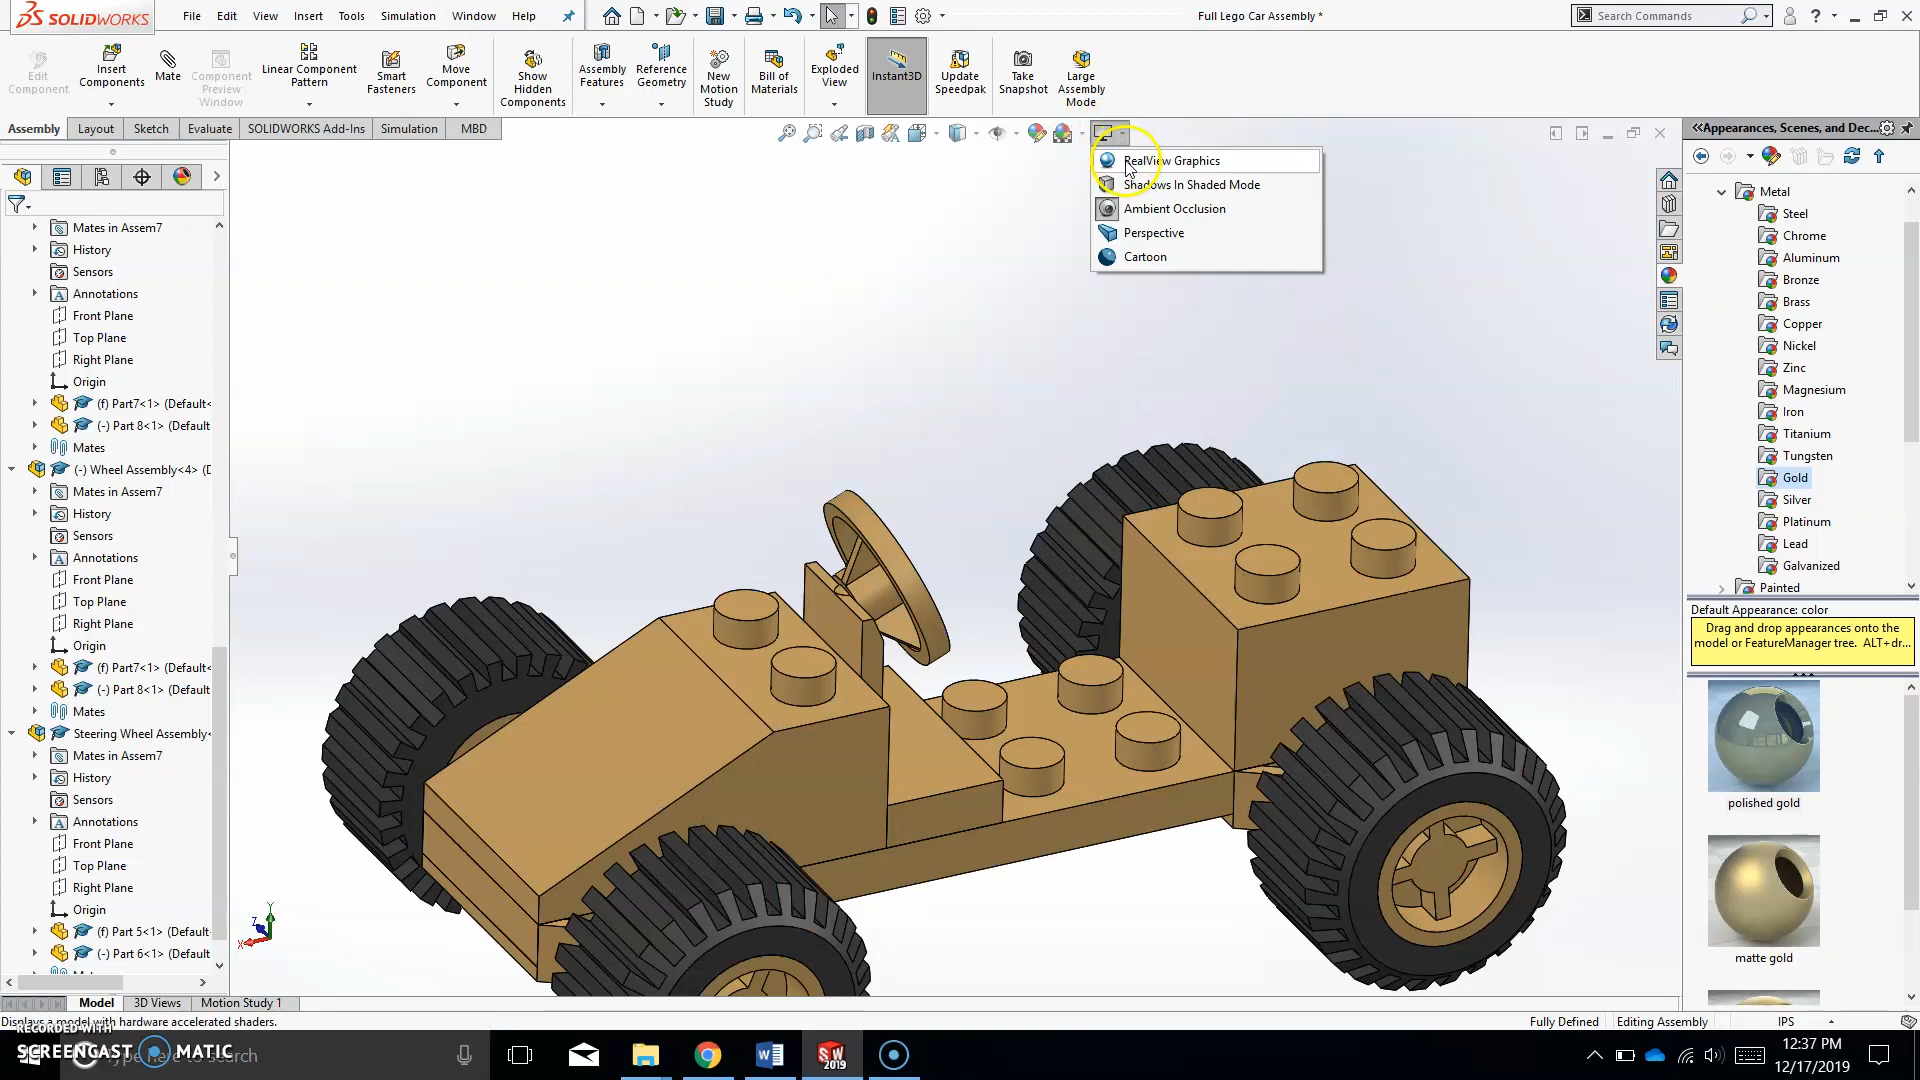 SOLIDWORKS
File Edit View Insert Tools Simulation Window Help
Full Lego Car Assembly *
Search Commands
Edit Component
Insert Components
Mate
Component Preview Window
Linear Component Pattern
Smart Fasteners
Move Component
Show Hidden Components
Assembly Features
Reference Geometry
New Motion Study
Bill of Materials
Exploded View
Instant3D
Update Speedpak
Take Snapshot
Large Assembly Mode
Assembly Layout Sketch Evaluate SOLIDWORKS Add-Ins Simulation MBD
RealView Graphics
Shadows In Shaded Mode
Ambient Occlusion
Perspective
Cartoon
Mates in Assem7
History
Sensors
Annotations
Front Plane
Top Plane
Right Plane
Origin
(f) Part7<1> (Default<
(-) Part 8<1> (Default
Mates
(-) Wheel Assembly<4> (D
Mates in Assem7
History
Sensors
Annotations
Front Plane
Top Plane
Right Plane
Origin
(f) Part7<1> (Default<
(-) Part 8<1> (Default
Mates
Steering Wheel Assembly<
Mates in Assem7
History
Sensors
Annotations
Front Plane
Top Plane
Right Plane
Origin
(f) Part 5<1> (Default
(-) Part 6<1> (Default
Y
Z
X
Appearances, Scenes, and Dec...
Metal
Steel
Chrome
Aluminum
Bronze
Brass
Copper
Nickel
Zinc
Magnesium
Iron
Titanium
Tungsten
Gold
Silver
Platinum
Lead
Galvanized
Painted
Default Appearance: color
Drag and drop appearances onto the
model or FeatureManager tree. ALT+dr...
polished gold
matte gold
Model 3D Views Motion Study 1
Displays a model with hardware accelerated shaders.
Fully Defined Editing Assembly IPS
RECORDED WITH
SCREENCAST MATIC
Type here to search
SW
2019
12:37 PM
12/17/2019